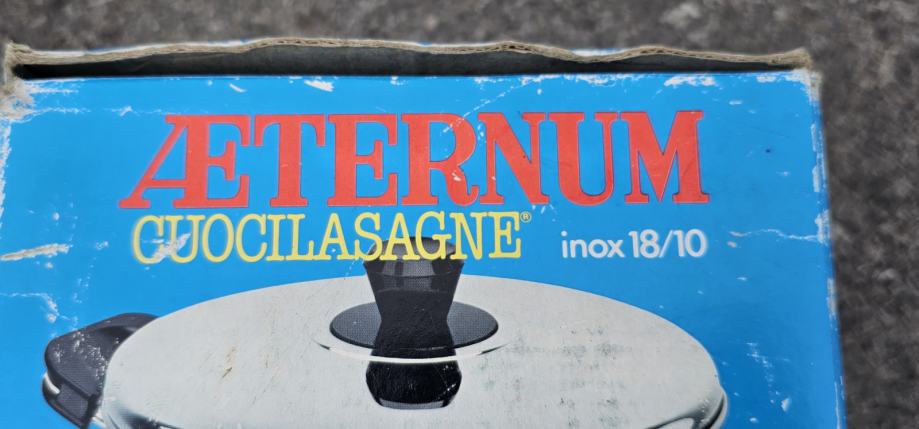 ÆTERNUM
CUOCILASAGNE®
inox 18/10